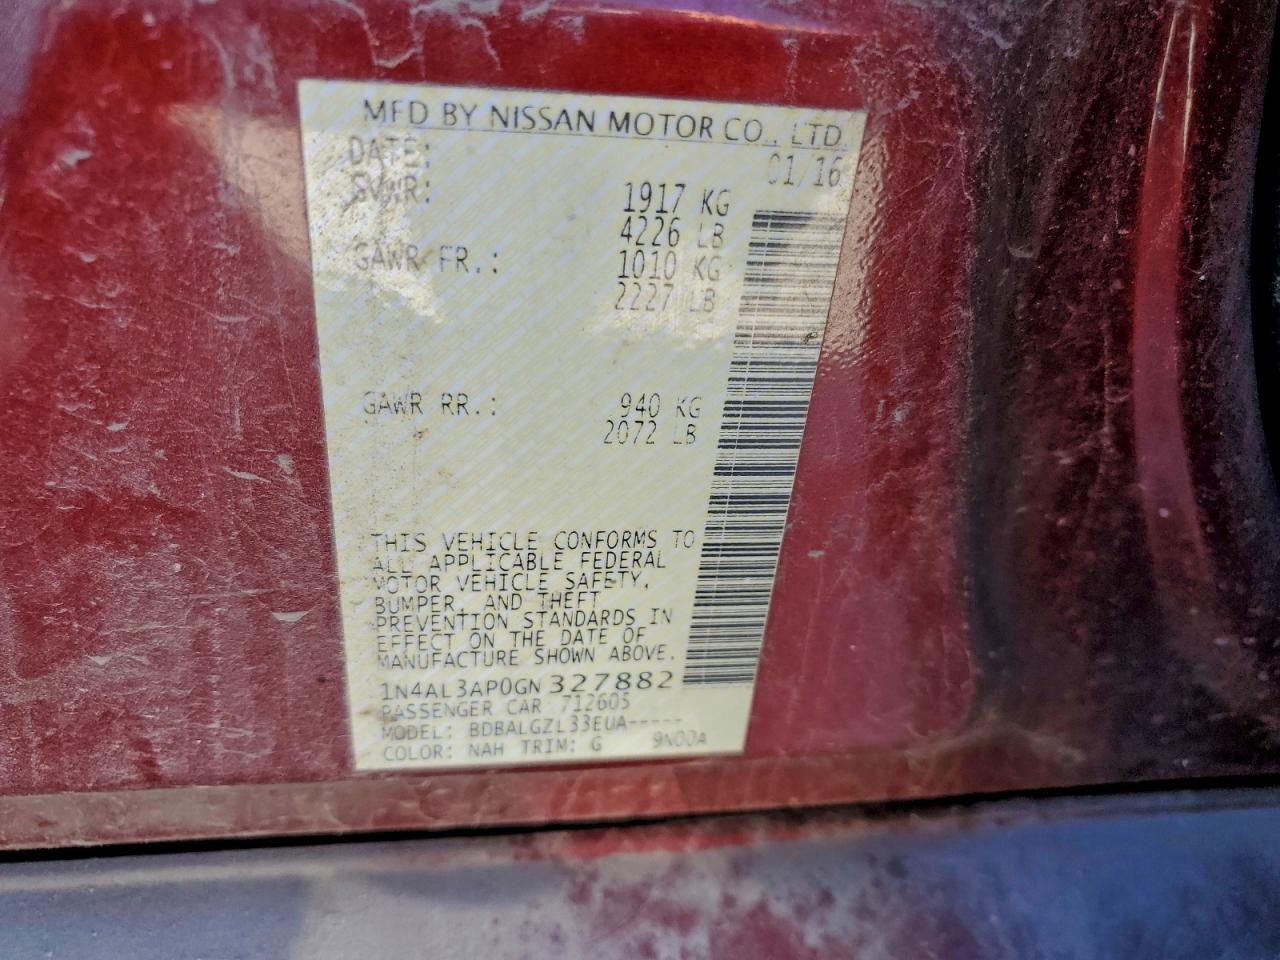 MFD BY NISSAN MOTOR CO., LTD.
DATE: 01/16
GVWR: 1917 KG
4226 LB
GAWR FR.: 1010 KG
2227 LB
GAWR RR.: 940 KG
2072 LB
THIS VEHICLE CONFORMS TO
ALL APPLICABLE FEDERAL
MOTOR VEHICLE SAFETY,
BUMPER, AND THEFT
PREVENTION STANDARDS IN
EFFECT ON THE DATE OF
MANUFACTURE SHOWN ABOVE.
1N4AL3AP0GN327882
PASSENGER CAR 712605
MODEL: BDBALGZL33EUA-----
COLOR: NAH TRIM: G 9N00A